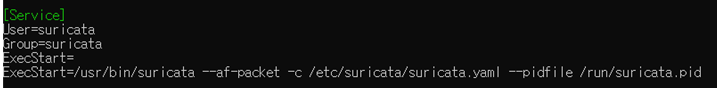 [Service]
User=suricata
Group=suricata
ExecStart=
ExecStart=/usr/bin/suricata --af-packet -c /etc/suricata/suricata.yaml --pidfile /run/suricata.pid